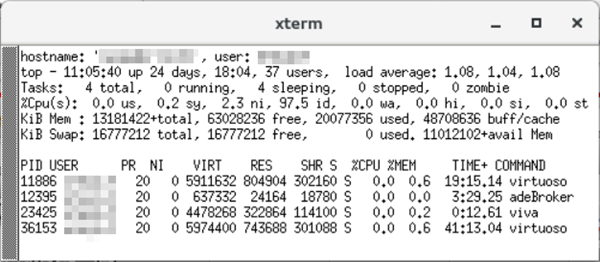 xterm
hostname: ' , user:
top - 11:05:40 up 24 days, 18:04, 37 users, load average: 1.08, 1.04, 1.08
Tasks: 4 total, 0 running, 4 sleeping, 0 stopped, 0 zombie
%Cpu(s): 0.0 us, 0.2 sy, 2.3 ni, 97.5 id, 0.0 wa, 0.0 hi, 0.0 si, 0.0 st
KiB Mem : 13181422+total, 63028236 free, 20077356 used, 48708636 buff/cache
KiB Swap: 16777212 total, 16777212 free, 0 used. 11012102+avail Mem
PID USER PR NI VIRT RES SHR S %CPU %MEM TIME+ COMMAND
11886 20 0 5911632 804904 302160 S 0.0 0.6 19:15.14 virtuoso
12395 20 0 637332 24164 18780 S 0.0 0.0 3:29.25 adeBroker
23425 20 0 4478268 322864 114100 S 0.0 0.2 0:12.61 viva
36153 20 0 5974400 743688 301088 S 0.0 0.6 41:13.04 virtuoso